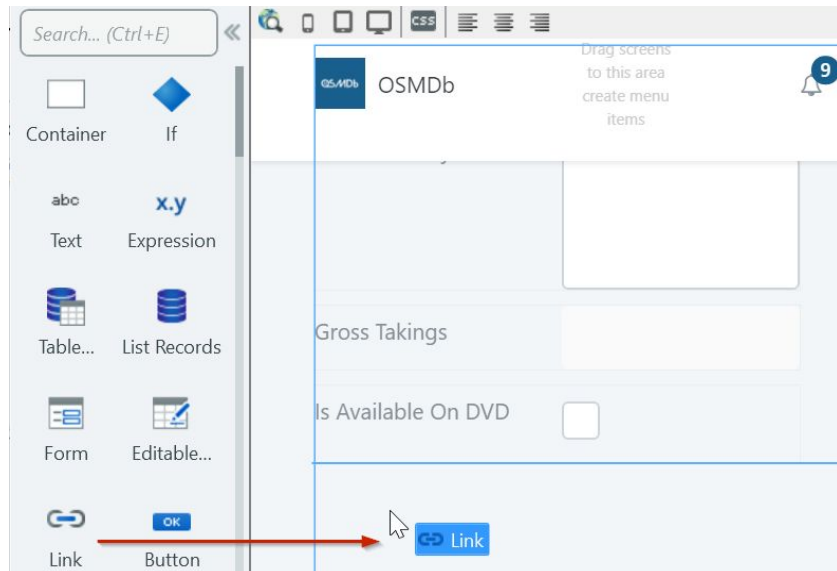 Search... (Ctrl+E)
Container
If
abc
Text
x.y
Expression
Table...
List Records
Form
Editable...
Link
OK
Button
css
OSMDb
OSMDb
Drag screens
to this area
create menu
items
9
Gross Takings
Is Available On DVD
Link